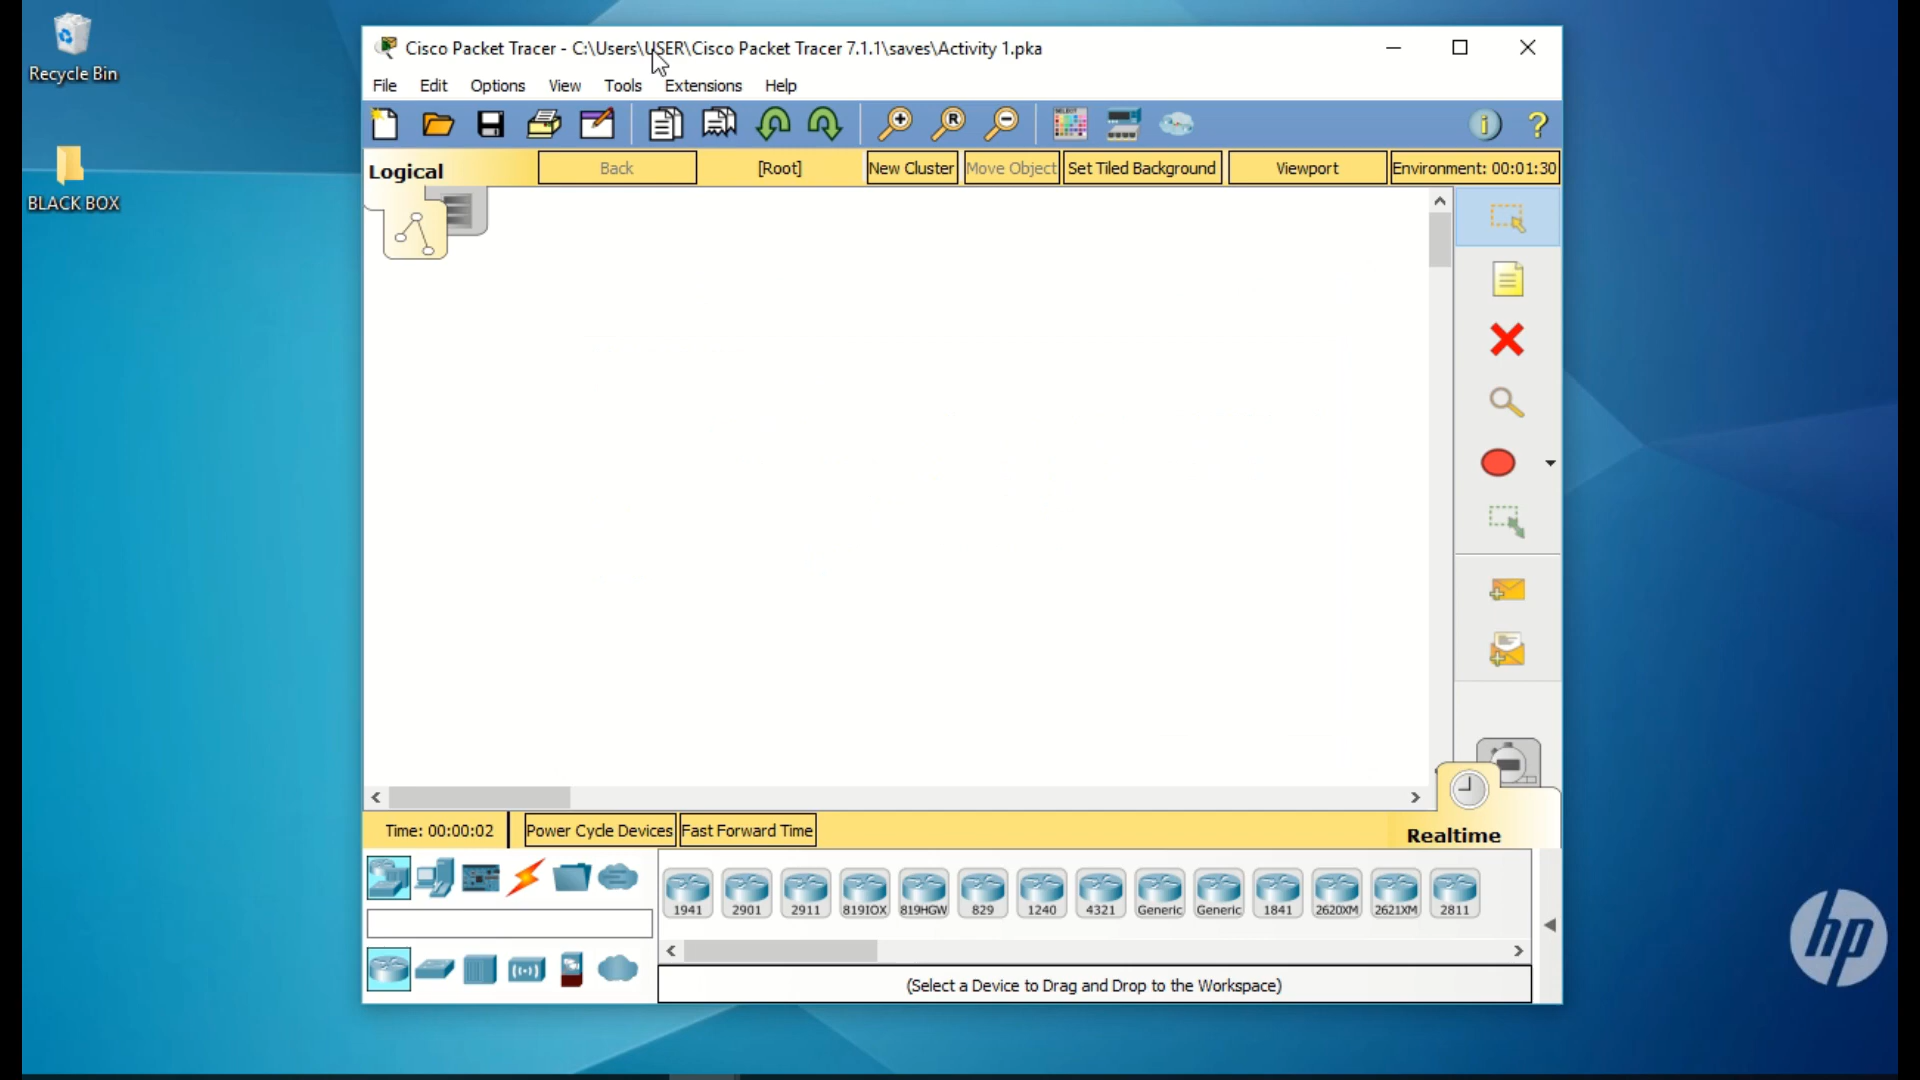 Recycle Bin
BLACK BOX
Cisco Packet Tracer - C:\Users\USER\Cisco Packet Tracer 7.1.1\saves\Activity 1.pka
File Edit Options View Tools Extensions Help
Logical Back [Root] New Cluster Move Object Set Tiled Background Viewport Environment: 00:01:30
Time: 00:00:02 Power Cycle Devices Fast Forward Time Realtime
1941 2901 2911 819IOX 819HGW 829 1240 4321 Generic Generic 1841 2620XM 2621XM 2811
(Select a Device to Drag and Drop to the Workspace)
hp